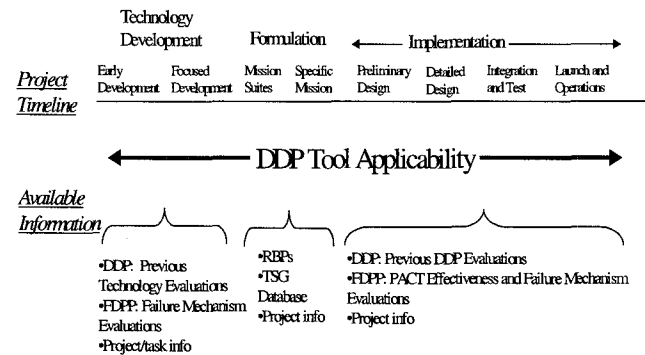 Technology
Development
Formulation
Implementation
Project
Timeline
Early
Development
Focused
Development
Mission
Suites
Specific
Mission
Preliminary
Design
Detailed
Design
Integration
and Test
Launch and
Operations
DDP Tool Applicability
Available
Information
•DDP: Previous
Technology Evaluations
•FDPP: Failure Mechanism
Evaluations
•Project/task info
•RBPs
•TSG
Database
•Project info
•DDP: Previous DDP Evaluations
•FDPP: PACT Effectiveness and Failure Mechanism
Evaluations
•Project info